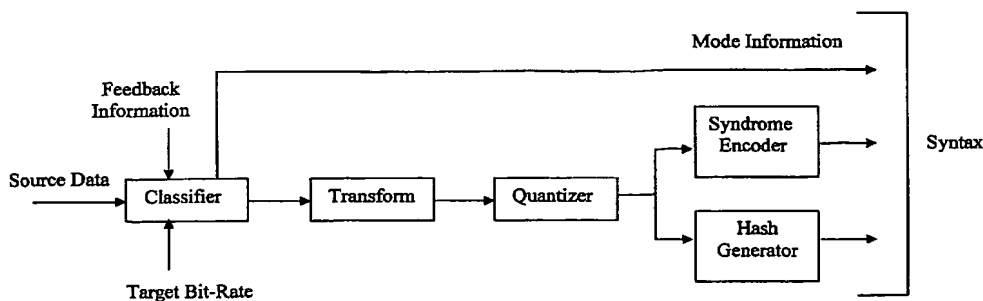 Mode Information
Feedback
Information
Syndrome
Encoder
Syntax
Source Data
Classifier
Transform
Quantizer
Hash
Generator
Target Bit-Rate